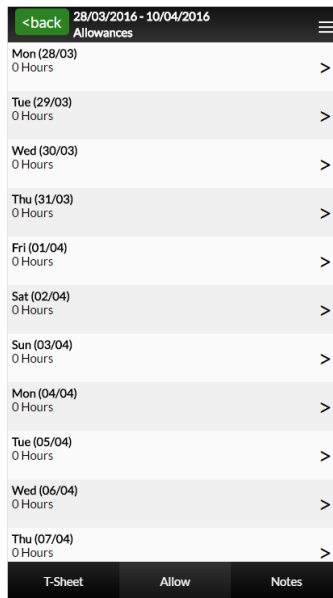 <back
28/03/2016 - 10/04/2016
Allowances
Mon (28/03)
0 Hours
>
Tue (29/03)
0 Hours
>
Wed (30/03)
0 Hours
>
Thu (31/03)
0 Hours
>
Fri (01/04)
0 Hours
>
Sat (02/04)
0 Hours
>
Sun (03/04)
0 Hours
>
Mon (04/04)
0 Hours
>
Tue (05/04)
0 Hours
>
Wed (06/04)
0 Hours
>
Thu (07/04)
0 Hours
>
T-Sheet
Allow
Notes